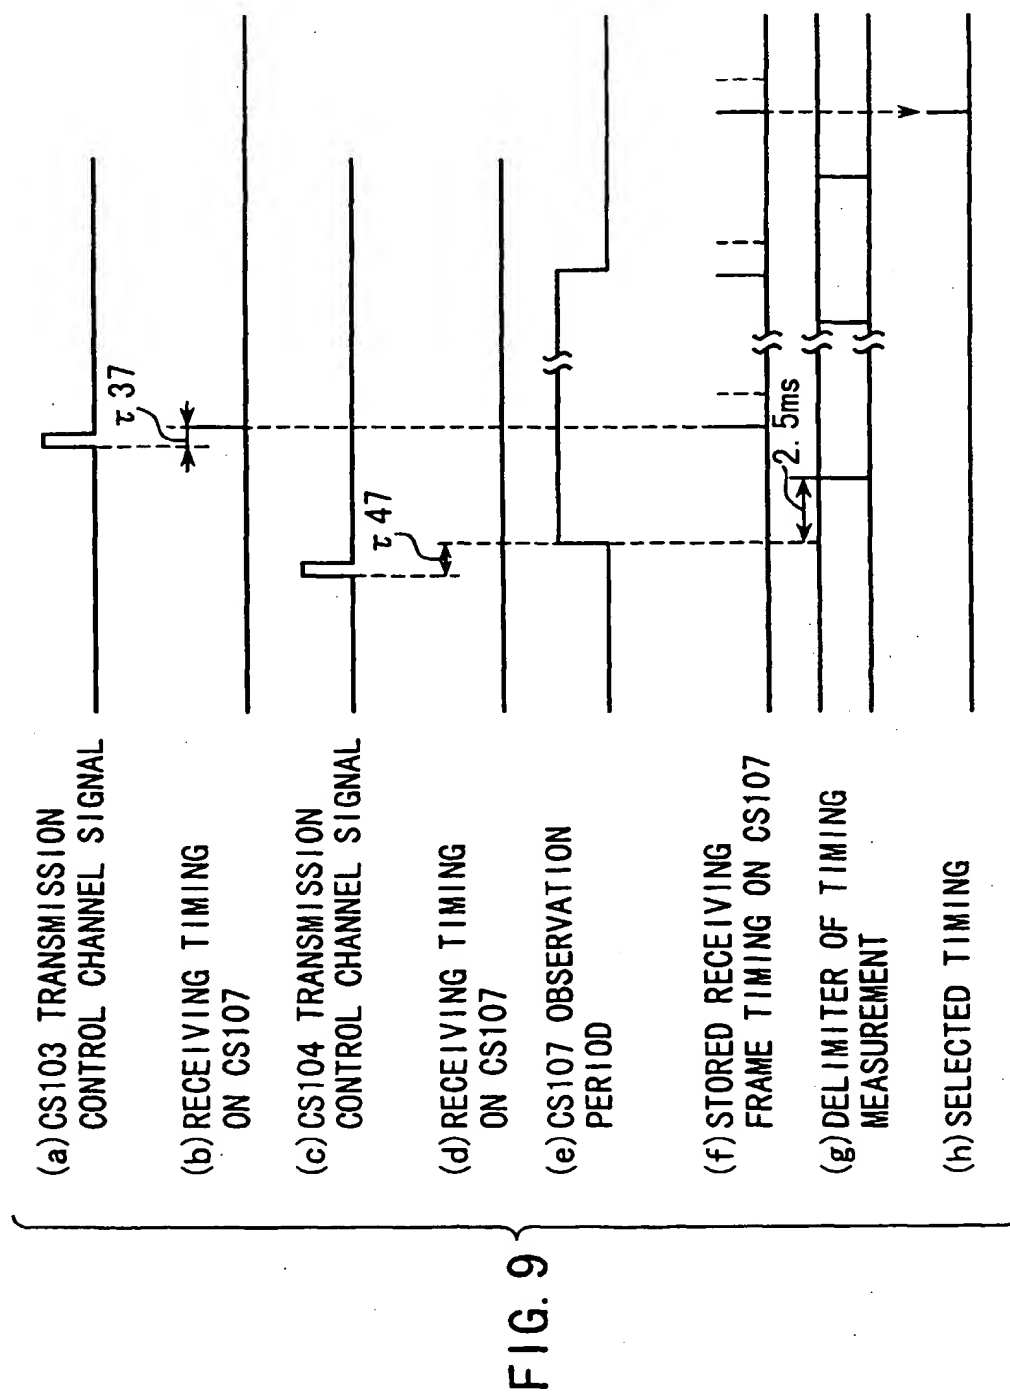 FIG. 9
(a) CS103 TRANSMISSION
CONTROL CHANNEL SIGNAL
τ 37
(b) RECEIVING TIMING
ON CS107
(c) CS104 TRANSMISSION
CONTROL CHANNEL SIGNAL
τ 47
(d) RECEIVING TIMING
ON CS107
(e) CS107 OBSERVATION
PERIOD
(f) STORED RECEIVING
FRAME TIMING ON CS107
2. 5ms
(g) DELIMITER OF TIMING
MEASUREMENT
(h) SELECTED TIMING